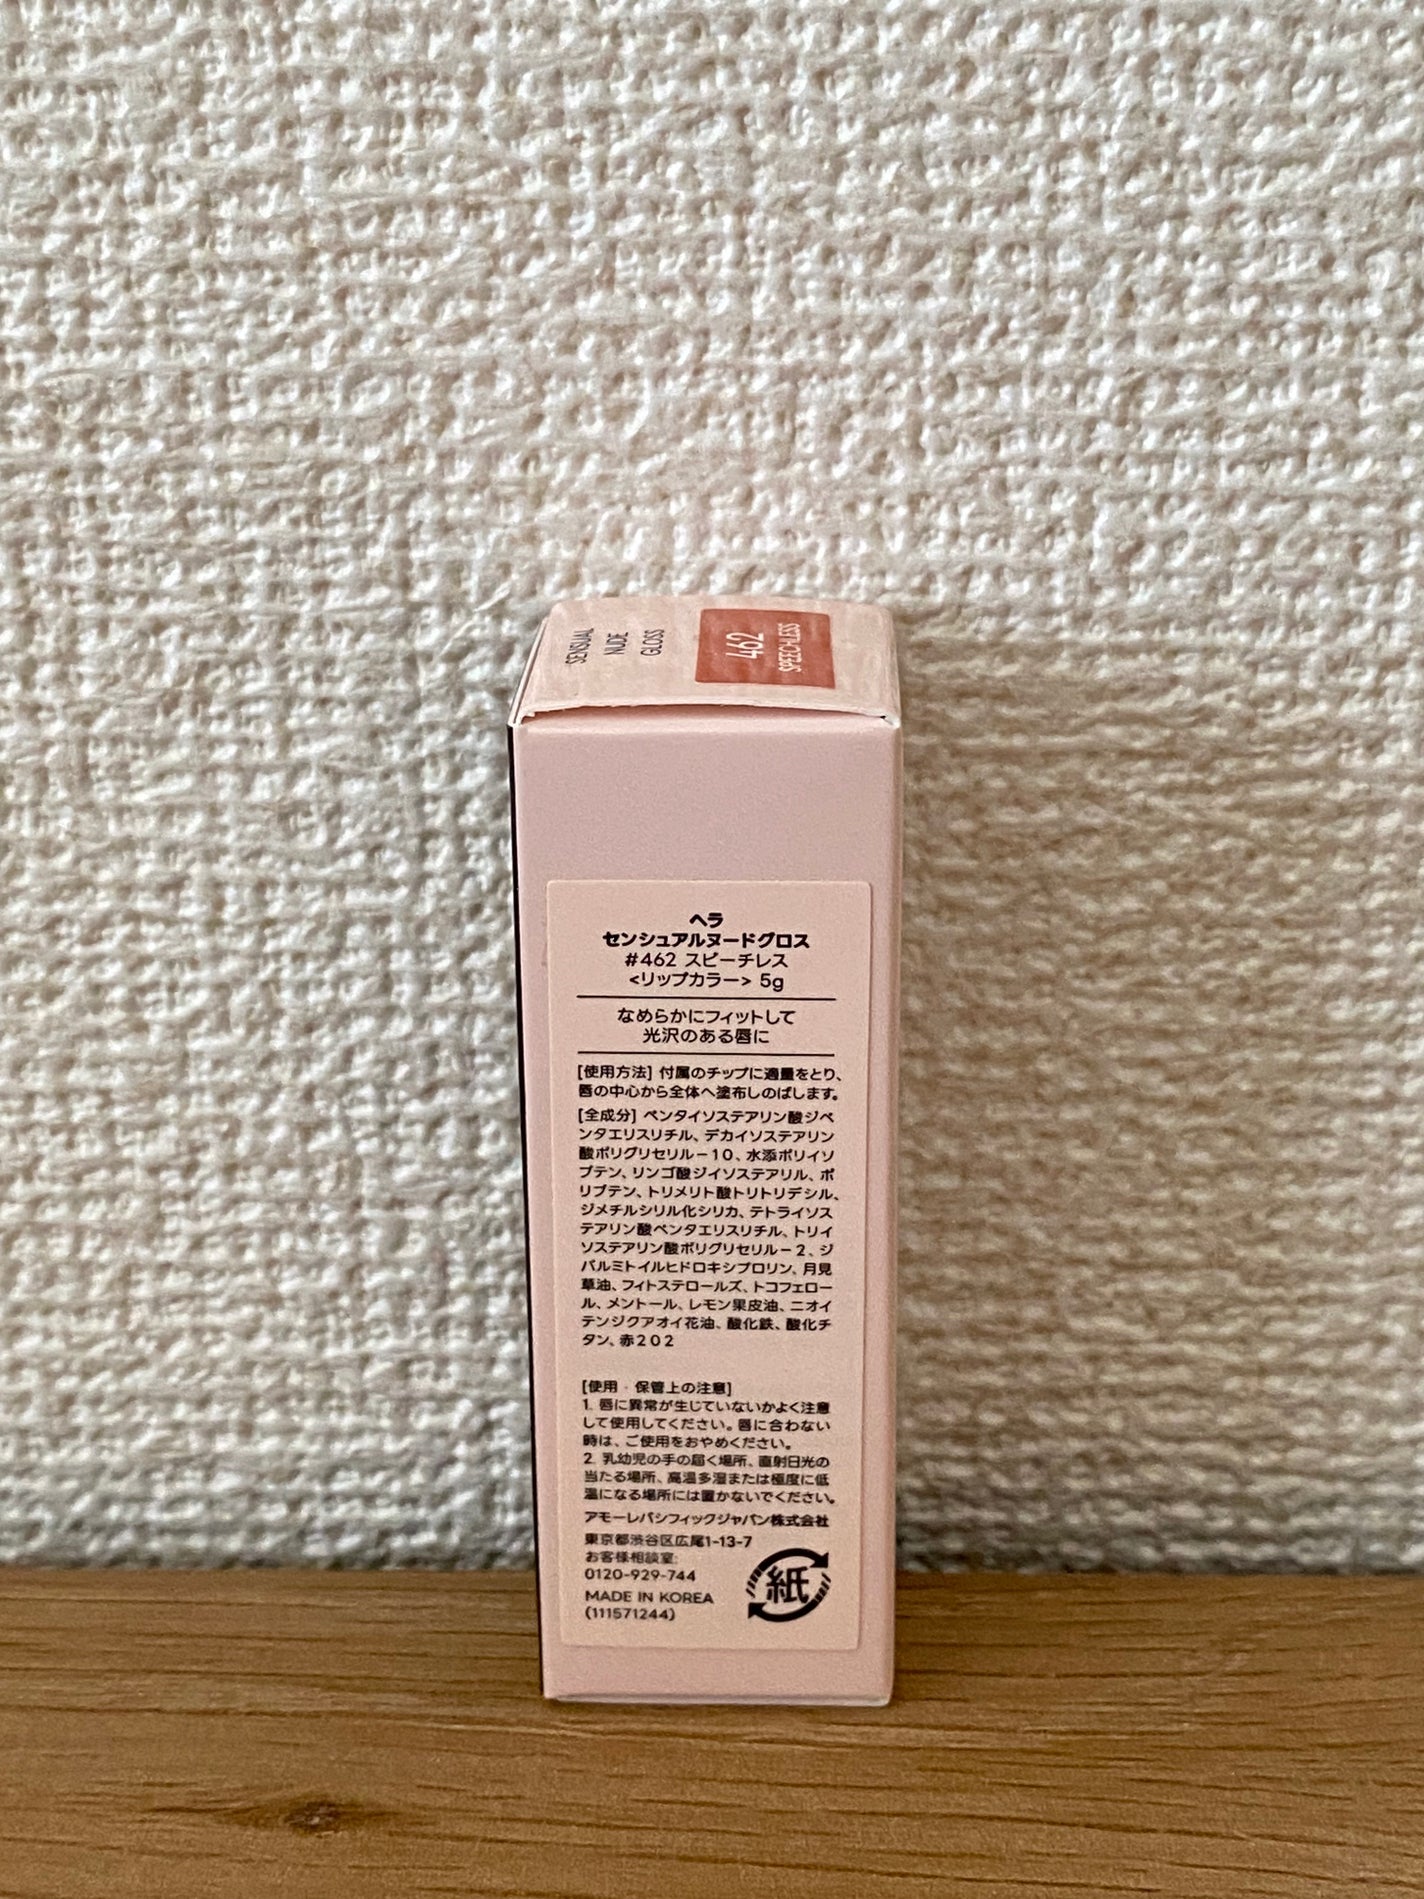 SENSUAL
NUDE
GLOSS
462
SPEECHLESS
ヘラ
センシュアルヌードグロス
#462 スピーチレス
<リップカラー> 5g
なめらかにフィットして
光沢のある唇に
[使用方法] 付属のチップに適量をとり、
唇の中心から全体へ塗布しのばします。
[全成分] ペンタイソステアリン酸ジペ
ンタエリスリチル、デカイソステアリン
酸ポリグリセリル－10、水添ポリイソ
ブテン、リンゴ酸ジイソステアリル、ポ
リブテン、トリメリト酸トリトリデシル、
ジメチルシリル化シリカ、テトライソス
テアリン酸ペンタエリスリチル、トリイ
ソステアリン酸ポリグリセリル－2、ジ
パルミトイルヒドロキシプロリン、月見
草油、フィトステロールズ、トコフェロー
ル、メントール、レモン果皮油、ニオイ
テンジクアオイ花油、酸化鉄、酸化チ
タン、赤202
[使用・保管上の注意]
1. 唇に異常が生じていないかよく注意
して使用してください。唇に合わない
時は、ご使用をおやめください。
2. 乳幼児の手の届く場所、直射日光の
当たる場所、高温多湿または極度に低
温になる場所には置かないでください。
アモーレパシフィックジャパン株式会社
東京都渋谷区広尾1-13-7
お客様相談室:
0120-929-744
MADE IN KOREA
(111571244)
紙